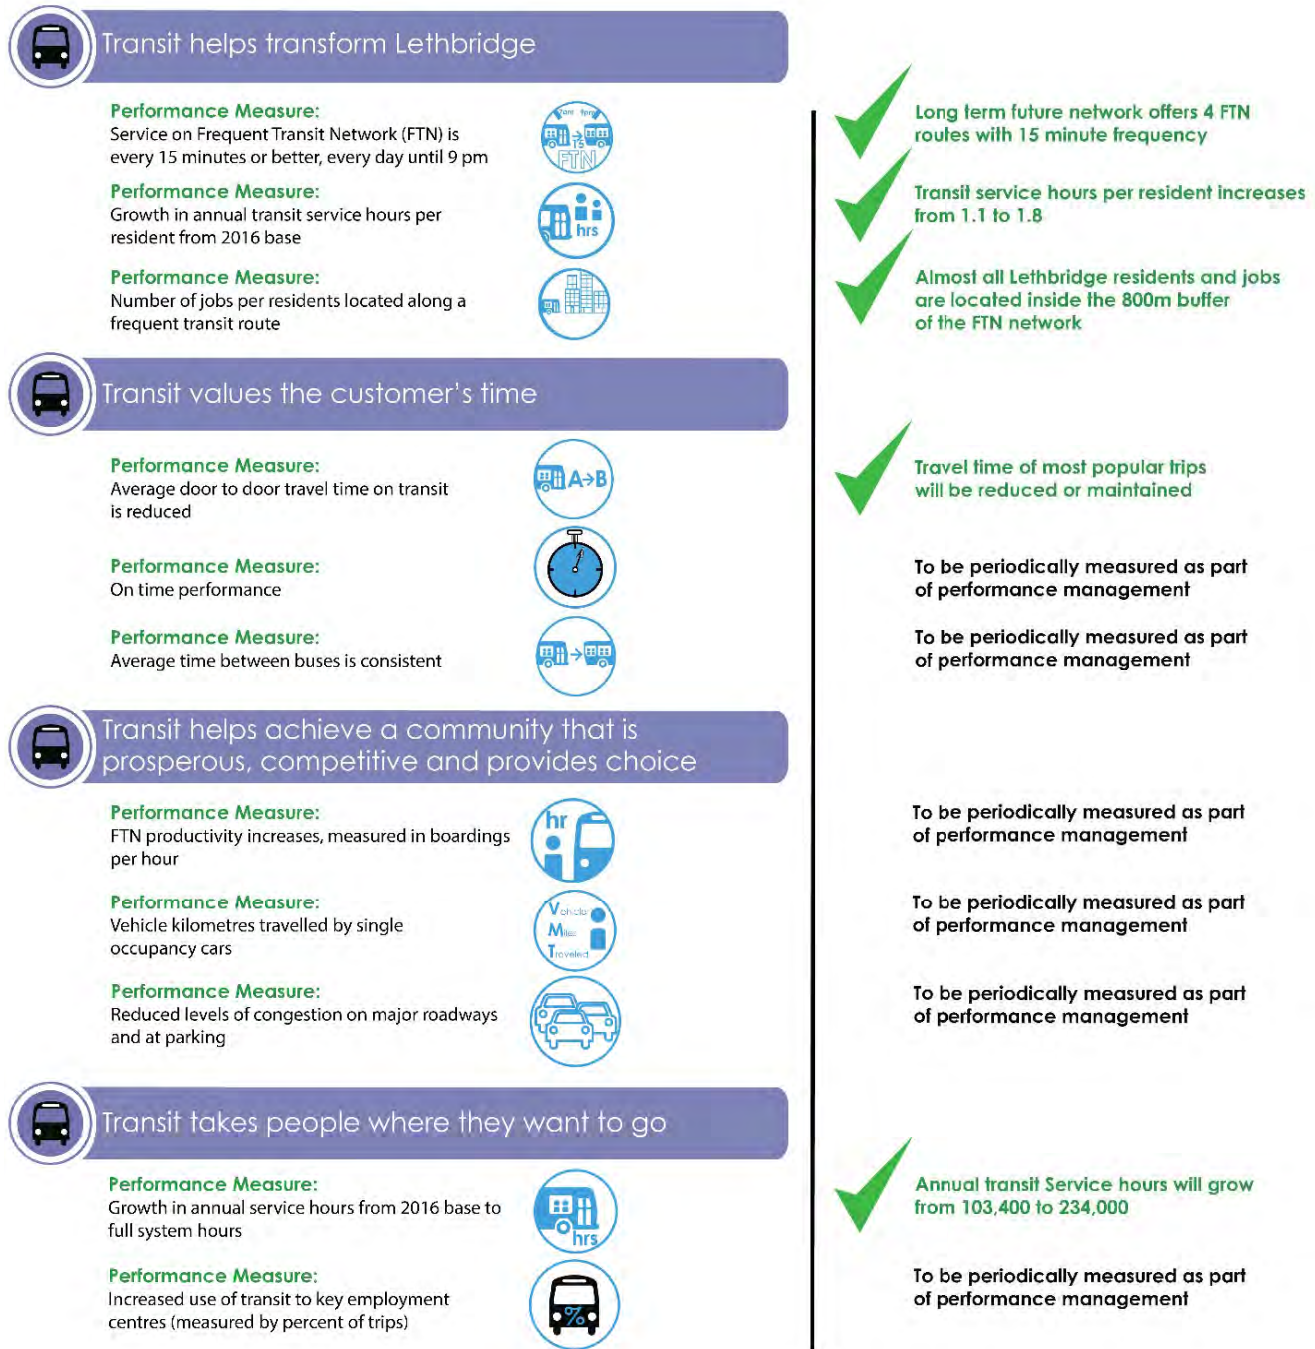 Transit helps transform Lethbridge
Performance Measure:
Service on Frequent Transit Network (FTN) is
every 15 minutes or better, every day until 9 pm
15
FTN
Long term future network offers 4 FTN
routes with 15 minute frequency
Performance Measure:
Growth in annual transit service hours per
resident from 2016 base
hrs
Transit service hours per resident increases
from 1.1 to 1.8
Performance Measure:
Number of jobs per residents located along a
frequent transit route
Almost all Lethbridge residents and jobs
are located inside the 800m buffer
of the FTN network
Transit values the customer's time
Performance Measure:
Average door to door travel time on transit
is reduced
A→B
Travel time of most popular trips
will be reduced or maintained
Performance Measure:
On time performance
To be periodically measured as part
of performance management
Performance Measure:
Average time between buses is consistent
To be periodically measured as part
of performance management
Transit helps achieve a community that is
prosperous, competitive and provides choice
Performance Measure:
FTN productivity increases, measured in boardings
per hour
hr
To be periodically measured as part
of performance management
Performance Measure:
Vehicle kilometres travelled by single
occupancy cars
Vehicle
Miles
Traveled
To be periodically measured as part
of performance management
Performance Measure:
Reduced levels of congestion on major roadways
and at parking
To be periodically measured as part
of performance management
Transit takes people where they want to go
Performance Measure:
Growth in annual service hours from 2016 base to
full system hours
hrs
Annual transit Service hours will grow
from 103,400 to 234,000
Performance Measure:
Increased use of transit to key employment
centres (measured by percent of trips)
%
To be periodically measured as part
of performance management